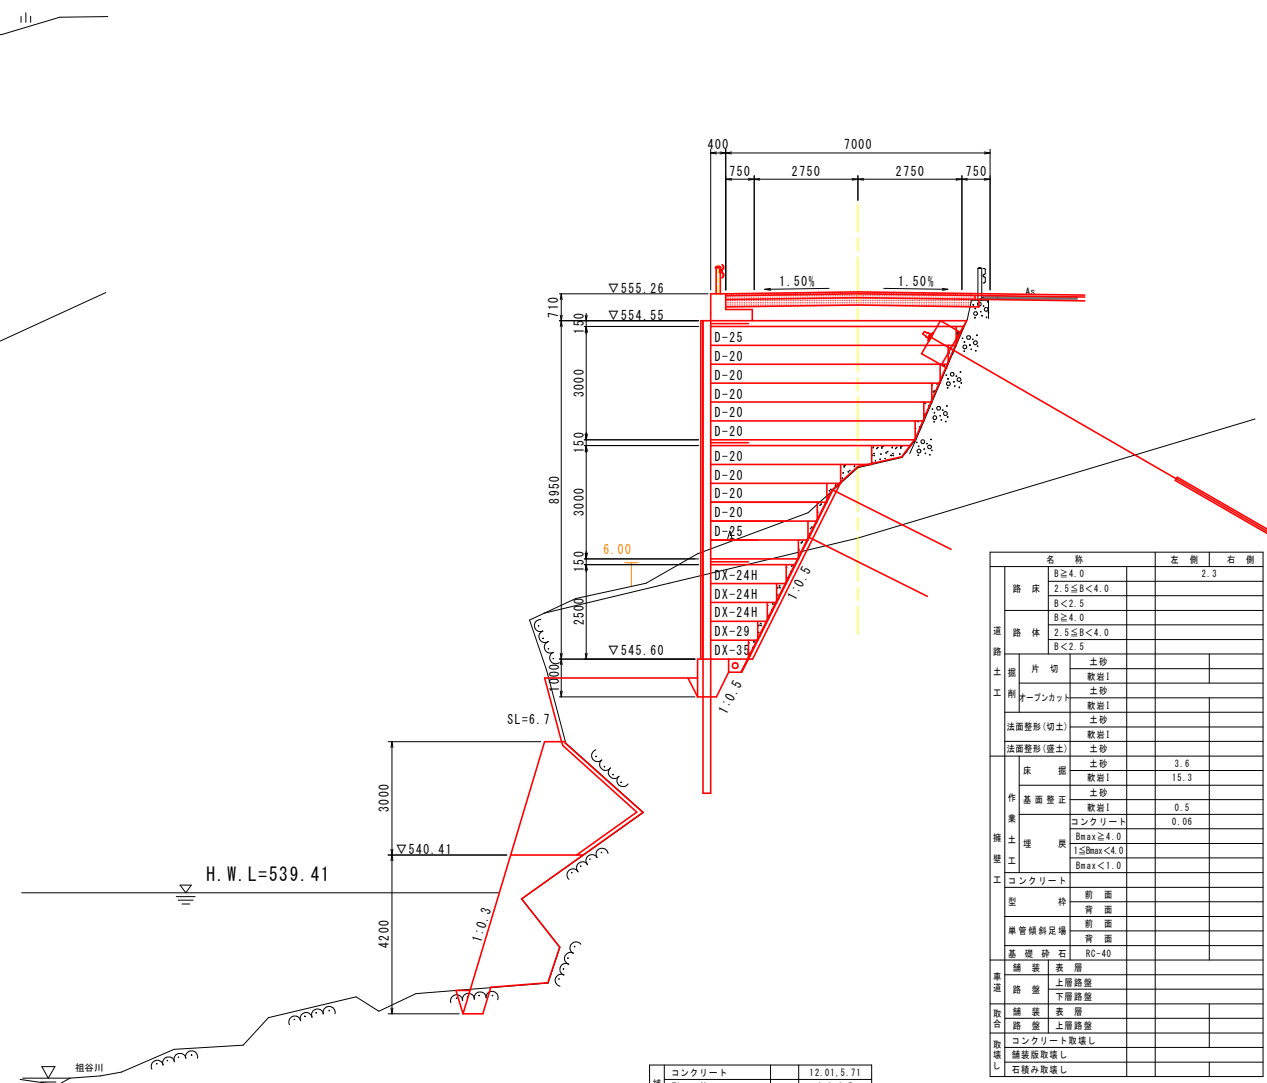 400
7000
750
2750
2750
750
1.50%
1.50%
As
▽555.26
710
▽554.55
150
D-25
D-20
D-20
3000
D-20
D-20
D-20
150
D-20
D-20
8950
3000
D-20
D-20
D-25
6.00
150
DX-24H
1:0.5
DX-24H
2500
DX-24H
DX-29
▽545.60
DX-35
1000
1:0.5
SL=6.7
3000
▽540.41
H.W.L=539.41
4200
1:0.3
祖谷川
名 称 左 側 右 側
道路土工
路 床 B≧4.0 2.3
2.5≦B<4.0
B<2.5
路 体 B≧4.0
2.5≦B<4.0
B<2.5
掘削 片 切 土砂
軟岩I
オープンカット 土砂
軟岩I
法面整形(切土) 土砂
軟岩I
法面整形(盛土) 土砂
擁壁工
作業土工
床 掘 土砂 3.6
軟岩I 15.3
基面整正 土砂
軟岩I 0.5
埋 戻 コンクリート 0.06
Bmax≧4.0
1≦Bmax<4.0
Bmax<1.0
コンクリート
型 枠 前 面
背 面
単管傾斜足場 前 面
背 面
基礎砕石 RC-40
車道 舗 装 表 層
路 盤 上層路盤
下層路盤
取合 舗 装 表 層
路 盤 上層路盤
取壊し コンクリート取壊し
舗装版取壊し
石積み取壊し
コンクリート 12.01.5.71